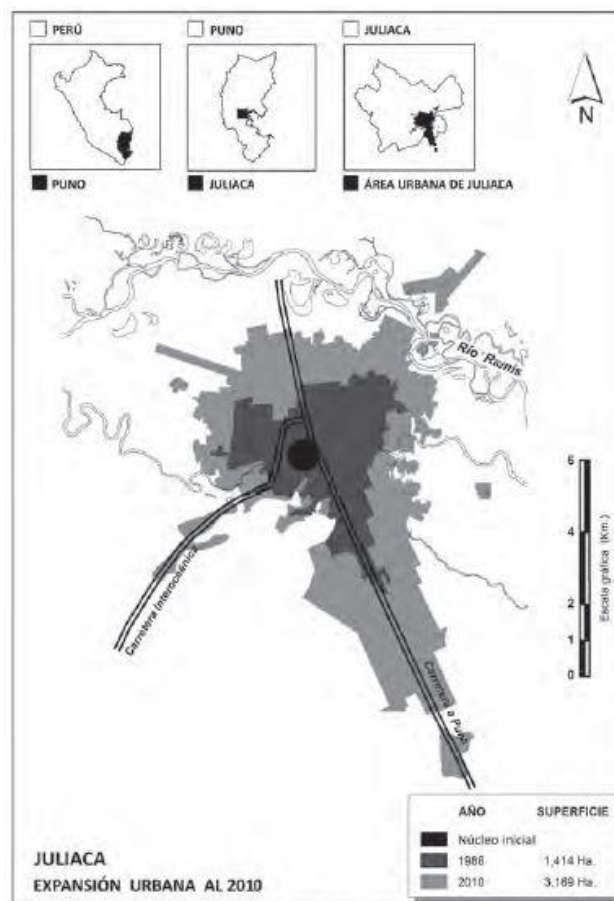 PERÚ
PUNO
JULIACA
N
PUNO
JULIACA
ÁREA URBANA DE JULIACA
Río Ramis
Carretera Interoceánica
Carretera a Puno
6
4
2
1
0
Escala gráfica (Km.)
AÑO SUPERFICIE
Núcleo inicial
1986 1,414 Ha.
2010 3,169 Ha.
JULIACA
EXPANSIÓN URBANA AL 2010